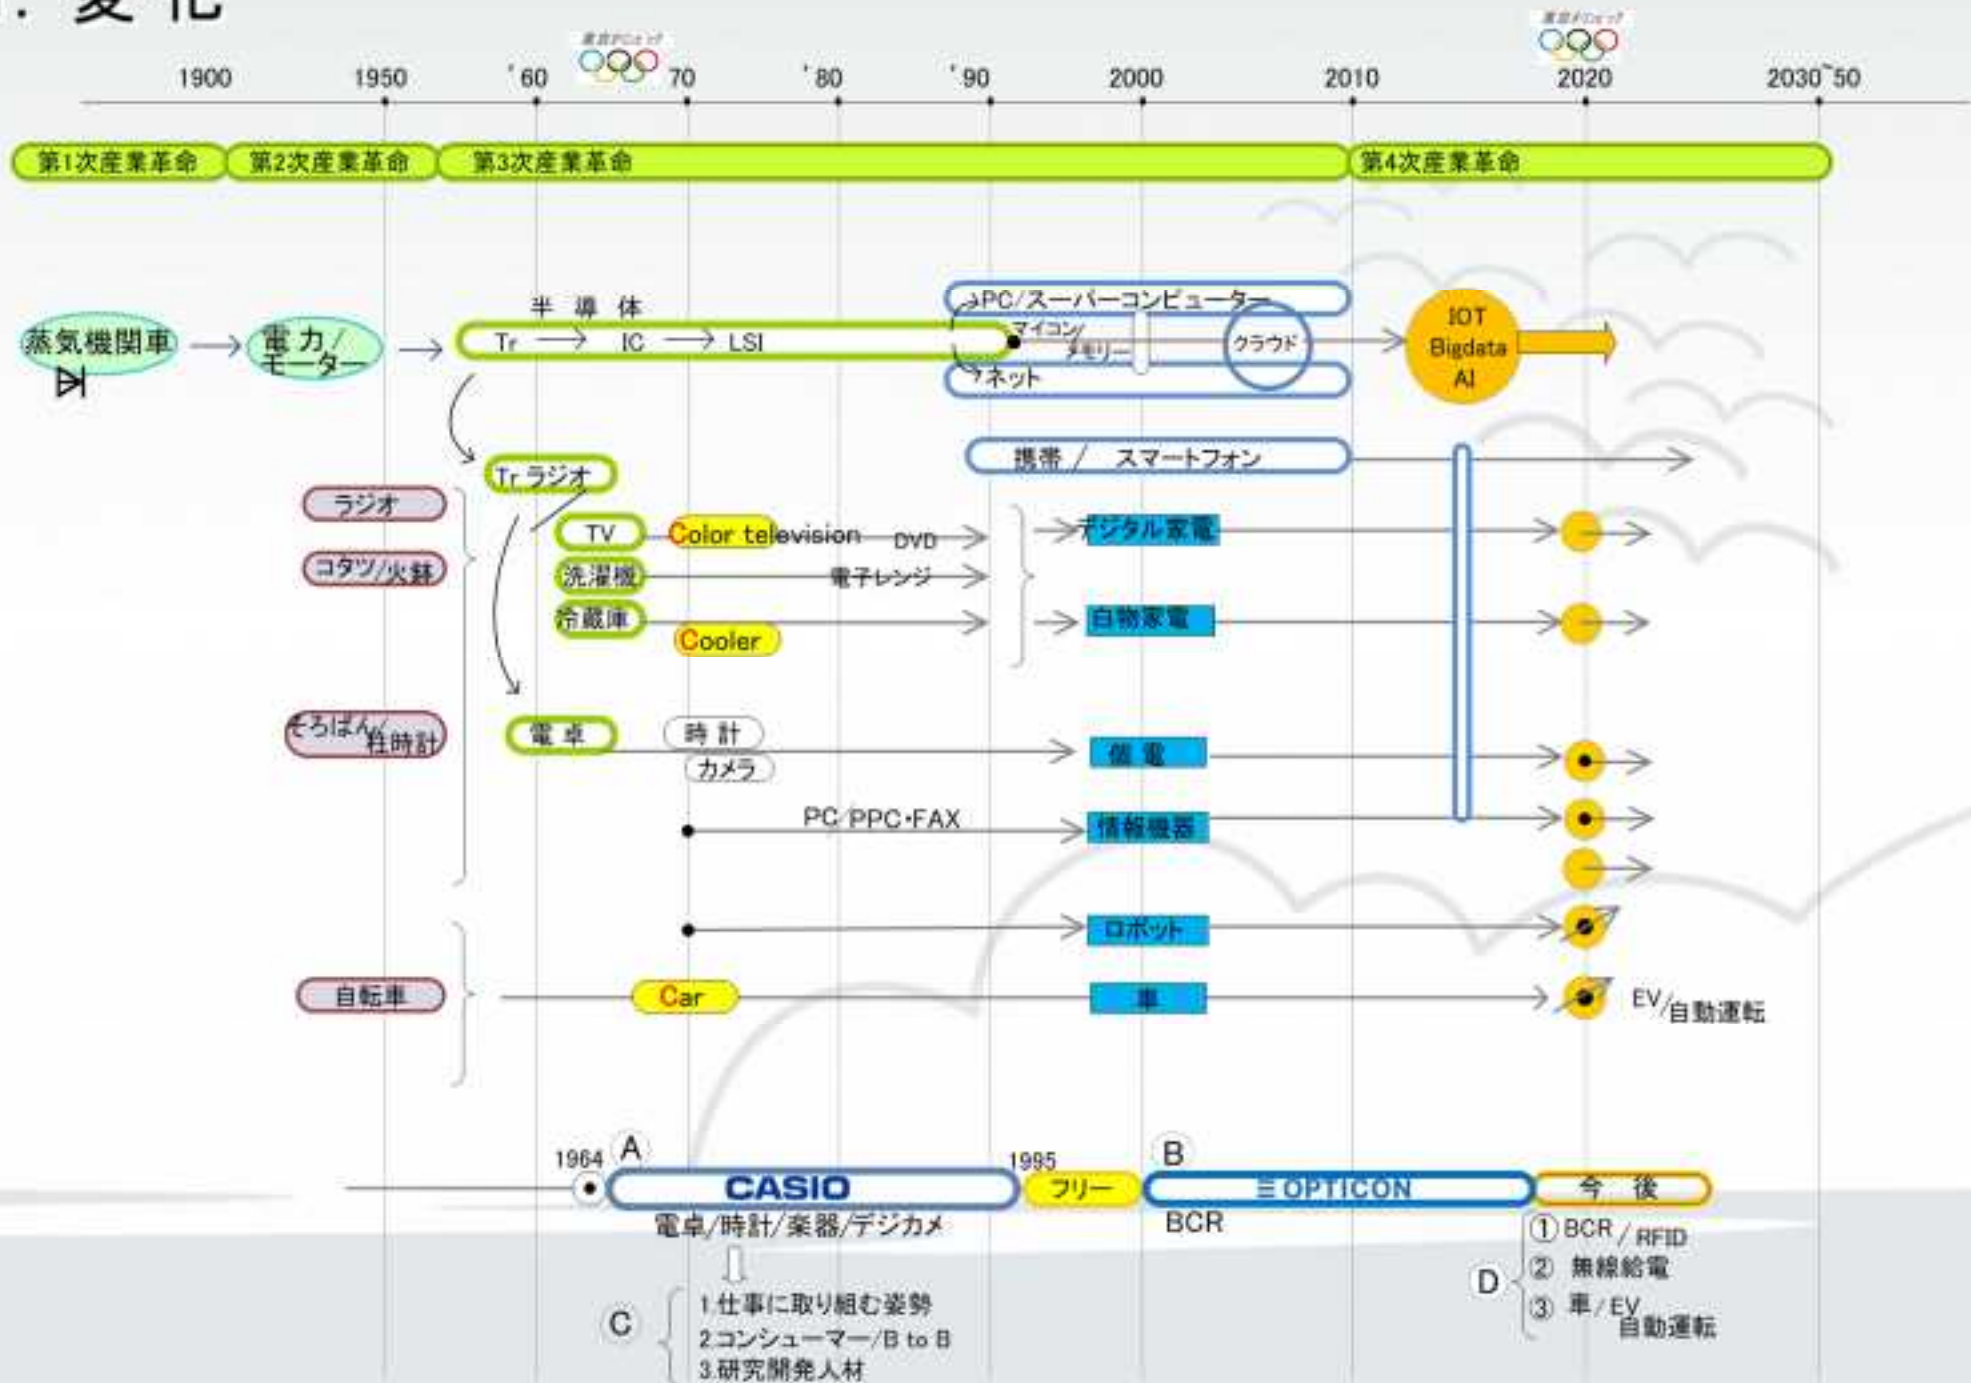 変 化
1900 1950 '60 70 '80 '90 2000 2010 2020 2030~50
第1次産業革命 第2次産業革命 第3次産業革命 第4次産業革命
半 導 体
蒸気機関車
電力/
モーター
Tr IC LSI
PC/スーパーコンピューター
マイコン/
メモリー
クラウド
ネット
IOT
Bigdata
AI
携帯 / スマートフォン
Tr ラジオ
ラジオ
TV Color television DVD デジタル家電
コタツ/火鉢
洗濯機 電子レンジ
冷蔵庫 白物家電
Cooler
そろばん/
柱時計
電卓 時計
カメラ
個電
PC/PPC・FAX 情報機器
ロボット
自転車 Car 車 EV/自動運転
1964 A 1995 B
CASIO フリー OPTICON 今 後
電卓/時計/楽器/デジカメ BCR
C
1.仕事に取り組む姿勢
2.コンシューマー/B to B
3.研究開発人材
D
① BCR/RFID
② 無線給電
③ 車/EV
自動運転